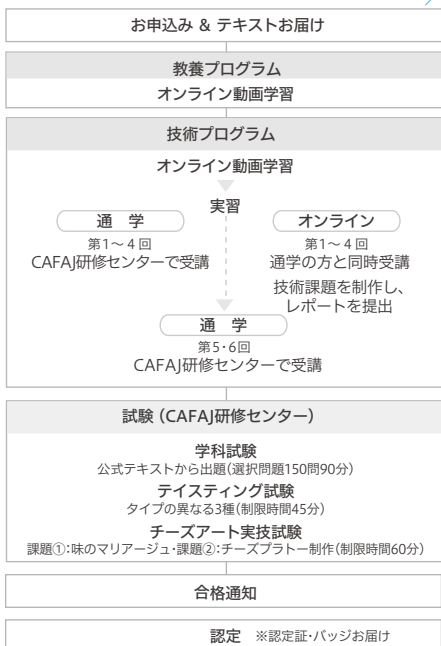 お申込み & テキストお届け
教養プログラム
オンライン動画学習
技術プログラム
オンライン動画学習
実習
通 学
第1～4回
CAFAJ研修センターで受講
オンライン
第1～4回
通学の方と同時受講
技術課題を制作し、
レポートを提出
通 学
第5・6回
CAFAJ研修センターで受講
試験（CAFAJ研修センター）
学科試験
公式テキストから出題(選択問題150問90分)
テイスティング試験
タイプの異なる3種(制限時間45分)
チーズアート実技試験
課題①:味のマリアージュ・課題②:チーズプラトー制作(制限時間60分)
合格通知
認定 ※認定証・バッジお届け